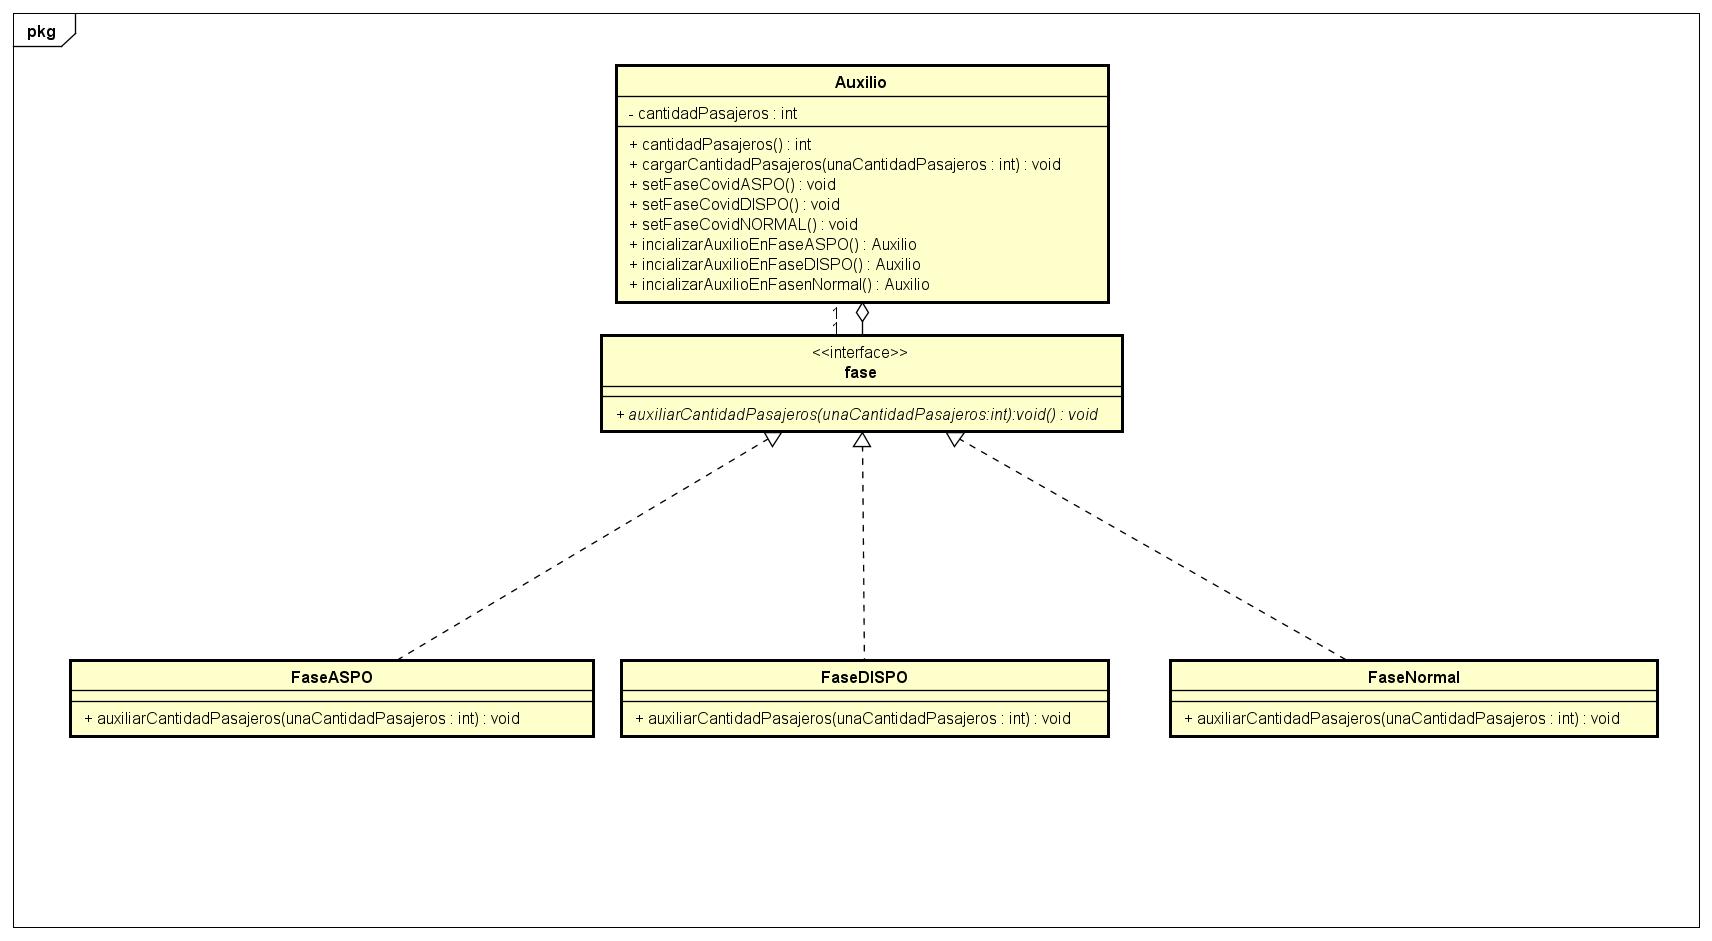 pkg
Auxilio
- cantidadPasajeros : int
+ cantidadPasajeros() : int
+ cargarCantidadPasajeros(unaCantidadPasajeros : int) : void
+ setFaseCovidASPO() : void
+ setFaseCovidDISPO() : void
+ setFaseCovidNORMAL() : void
+ incializarAuxilioEnFaseASPO() : Auxilio
+ incializarAuxilioEnFaseDISPO() : Auxilio
+ incializarAuxilioEnFasenNormal() : Auxilio
1
1
<<interface>>
fase
+ auxiliarCantidadPasajeros(unaCantidadPasajeros:int):void() : void
FaseASPO
+ auxiliarCantidadPasajeros(unaCantidadPasajeros : int) : void
FaseDISPO
+ auxiliarCantidadPasajeros(unaCantidadPasajeros : int) : void
FaseNormal
+ auxiliarCantidadPasajeros(unaCantidadPasajeros : int) : void